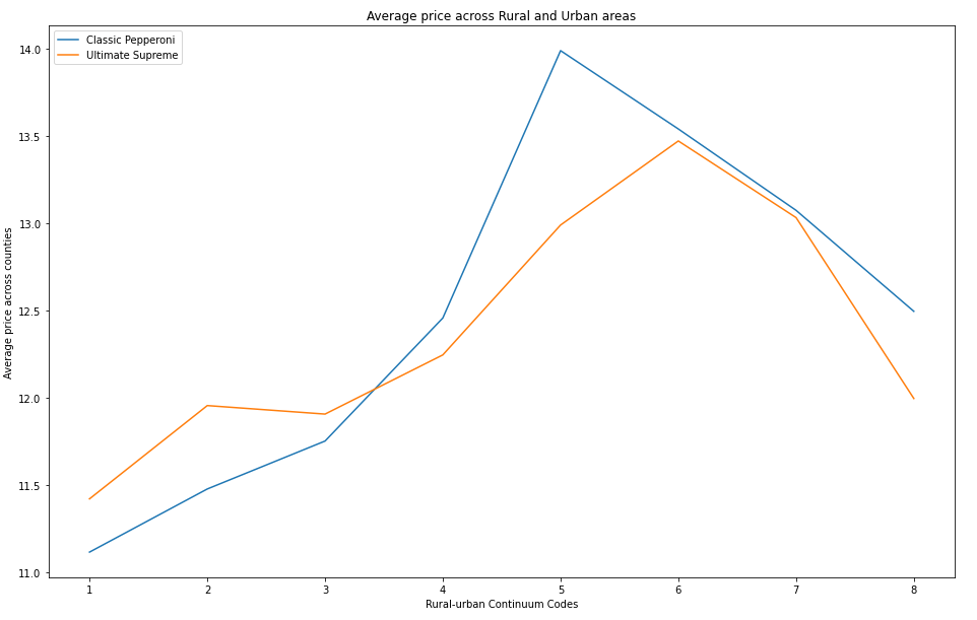 Average price across Rural and Urban areas
Classic Pepperoni
Ultimate Supreme
Average price across counties
14.0
13.5
13.0
12.5
12.0
11.5
11.0
1 2 3 4 5 6 7 8
Rural-urban Continuum Codes